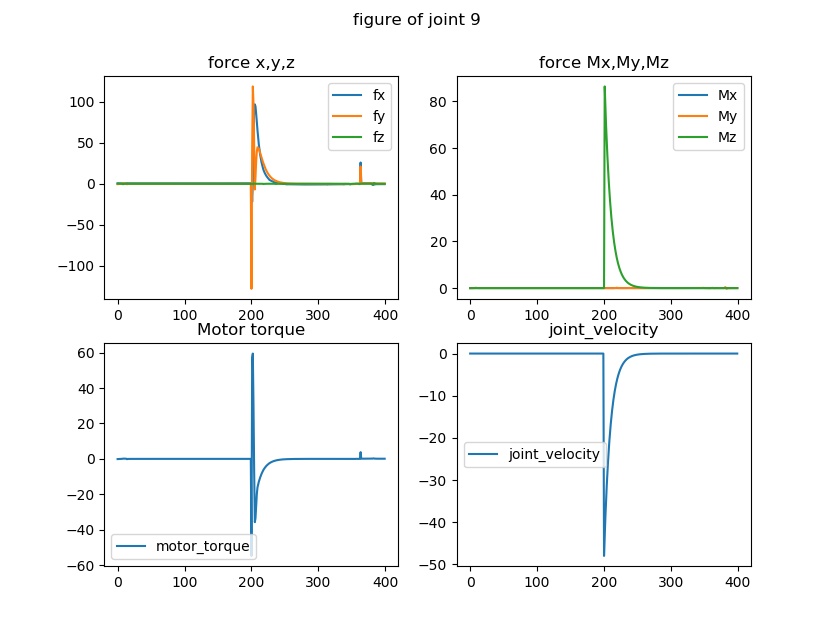 figure of joint 9
force x,y,z
force Mx,My,Mz
100
50
0
−50
−100
fx
fy
fz
0 100 200 300 400
80
60
40
20
0
Mx
My
Mz
0 100 200 300 400
Motor torque
joint_velocity
60
40
20
0
−20
−40
−60
motor_torque
0 100 200 300 400
0
−10
−20
−30
−40
−50
joint_velocity
0 100 200 300 400